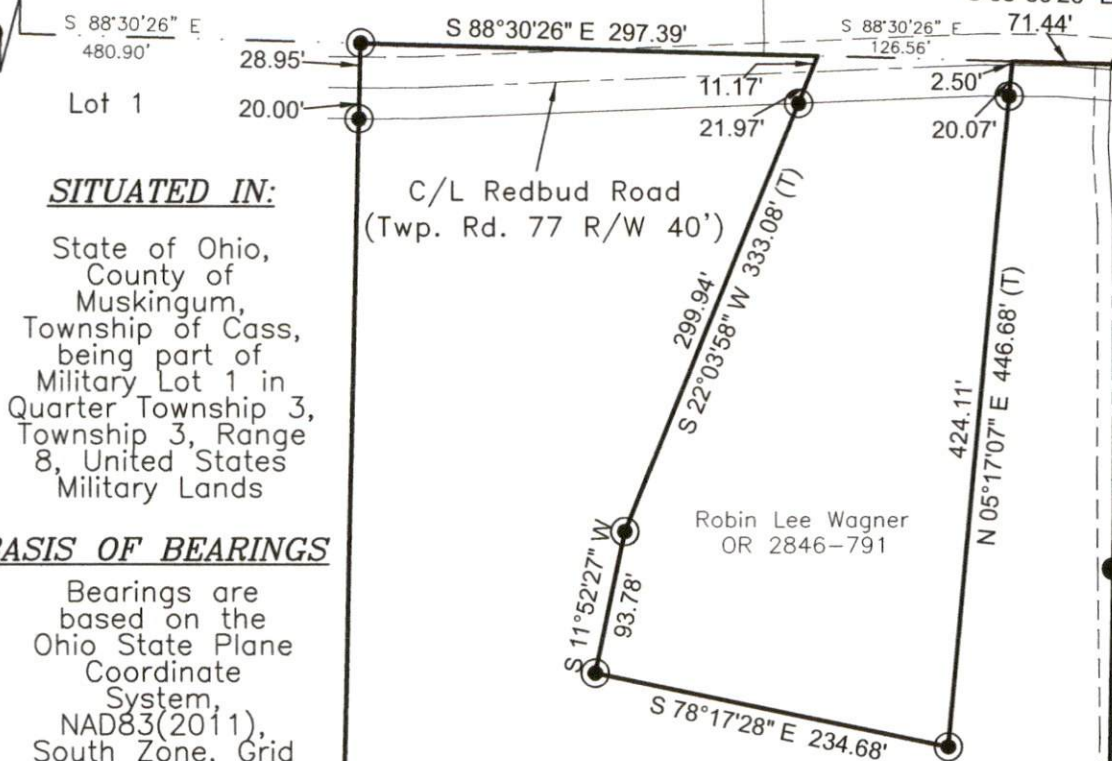 S 88°30'26" E
480.90'
S 88°30'26" E 297.39'
S 88°30'26" E
126.56'
71.44'
28.95'
20.00'
Lot 1
11.17'
21.97'
2.50'
20.07'
C/L Redbud Road
(Twp. Rd. 77 R/W 40')
SITUATED IN:
State of Ohio,
County of
Muskingum,
Township of Cass,
being part of
Military Lot 1 in
Quarter Township 3,
Township 3, Range
8, United States
Military Lands
299.94'
S 22°03'58" W 333.08' (T)
424.11'
N 05°17'07" E 446.68' (T)
Robin Lee Wagner
OR 2846-791
S 11°52'27" W
93.78'
S 78°17'28" E 234.68'
BASIS OF BEARINGS
Bearings are
based on the
Ohio State Plane
Coordinate
System,
NAD83(2011),
South Zone, Grid